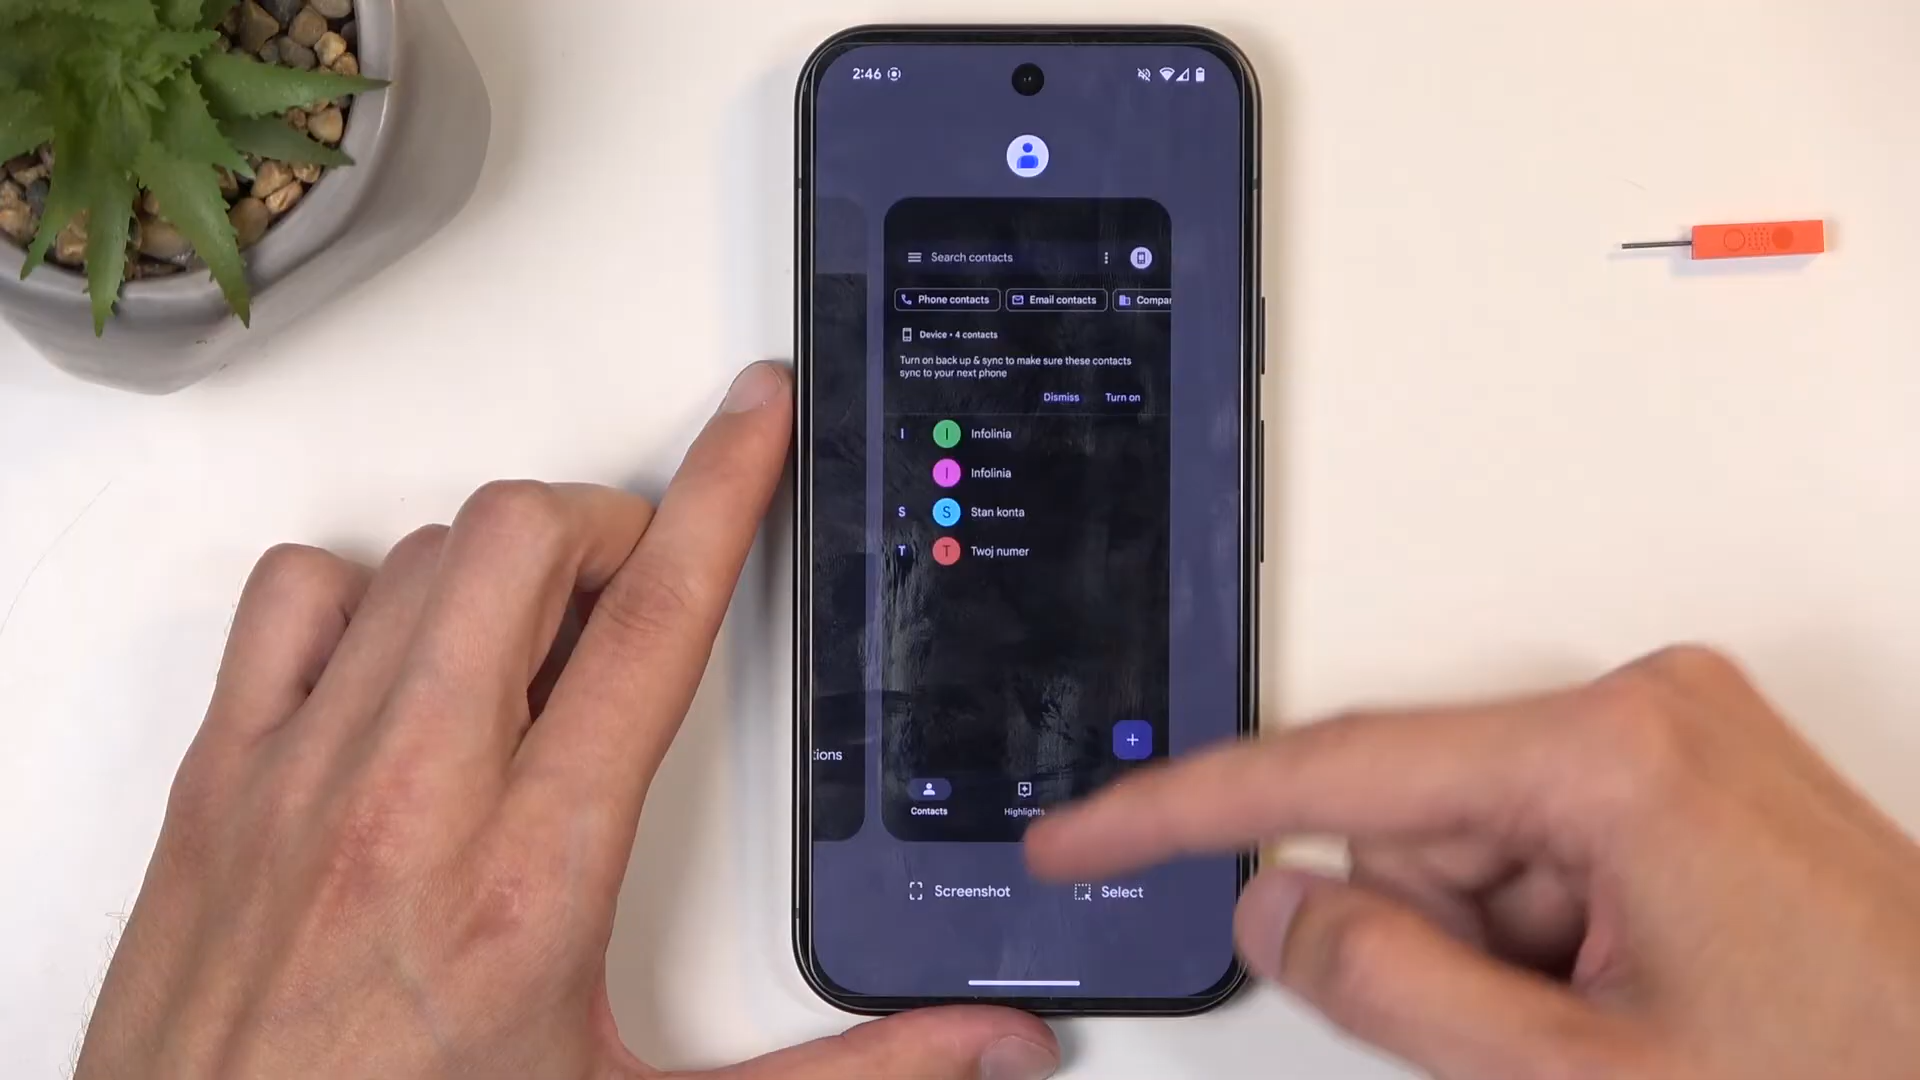 2:46
Search contacts
Phone contacts
Email contacts
Compar
Device • 4 contacts
Turn on back up & sync to make sure these contacts
sync to your next phone
Dismiss
Turn on
I
I
Infolinia
I
Infolinia
S
S
Stan konta
T
T
Twoj numer
tions
+
Contacts
Highlights
Screenshot
Select